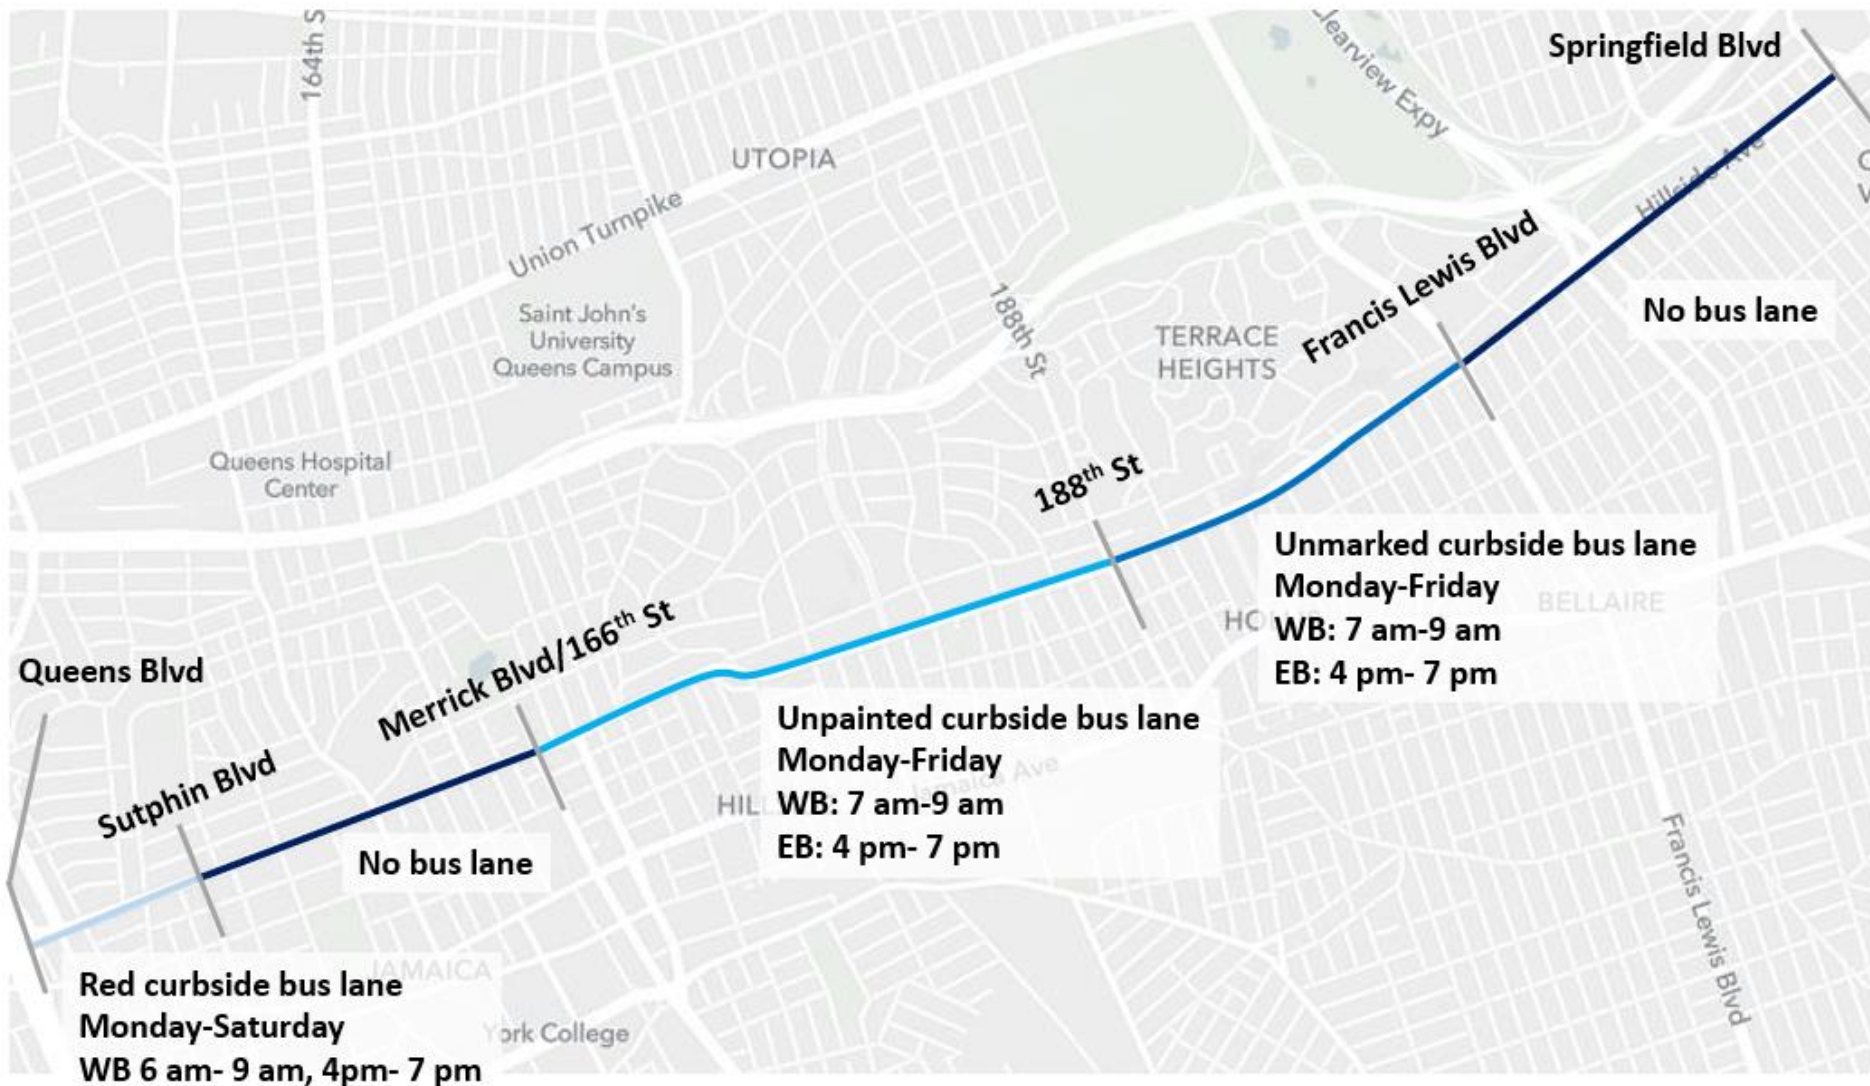 164th S
Clearview Expy
Springfield Blvd
UTOPIA
Hillside Ave
Union Turnpike
Francis Lewis Blvd
No bus lane
188th St
TERRACE
HEIGHTS
Saint John's
University
Queens Campus
Queens Hospital
Center
188th St
Unmarked curbside bus lane
Monday-Friday
WB: 7 am-9 am
EB: 4 pm- 7 pm
BELLAIRE
Merrick Blvd/166th St
Queens Blvd
Unpainted curbside bus lane
Monday-Friday
WB: 7 am-9 am
EB: 4 pm- 7 pm
Jamaica Ave
Sutphin Blvd
No bus lane
Francis Lewis Blvd
JAMAICA
Red curbside bus lane
Monday-Saturday
WB 6 am- 9 am, 4pm- 7 pm
York College